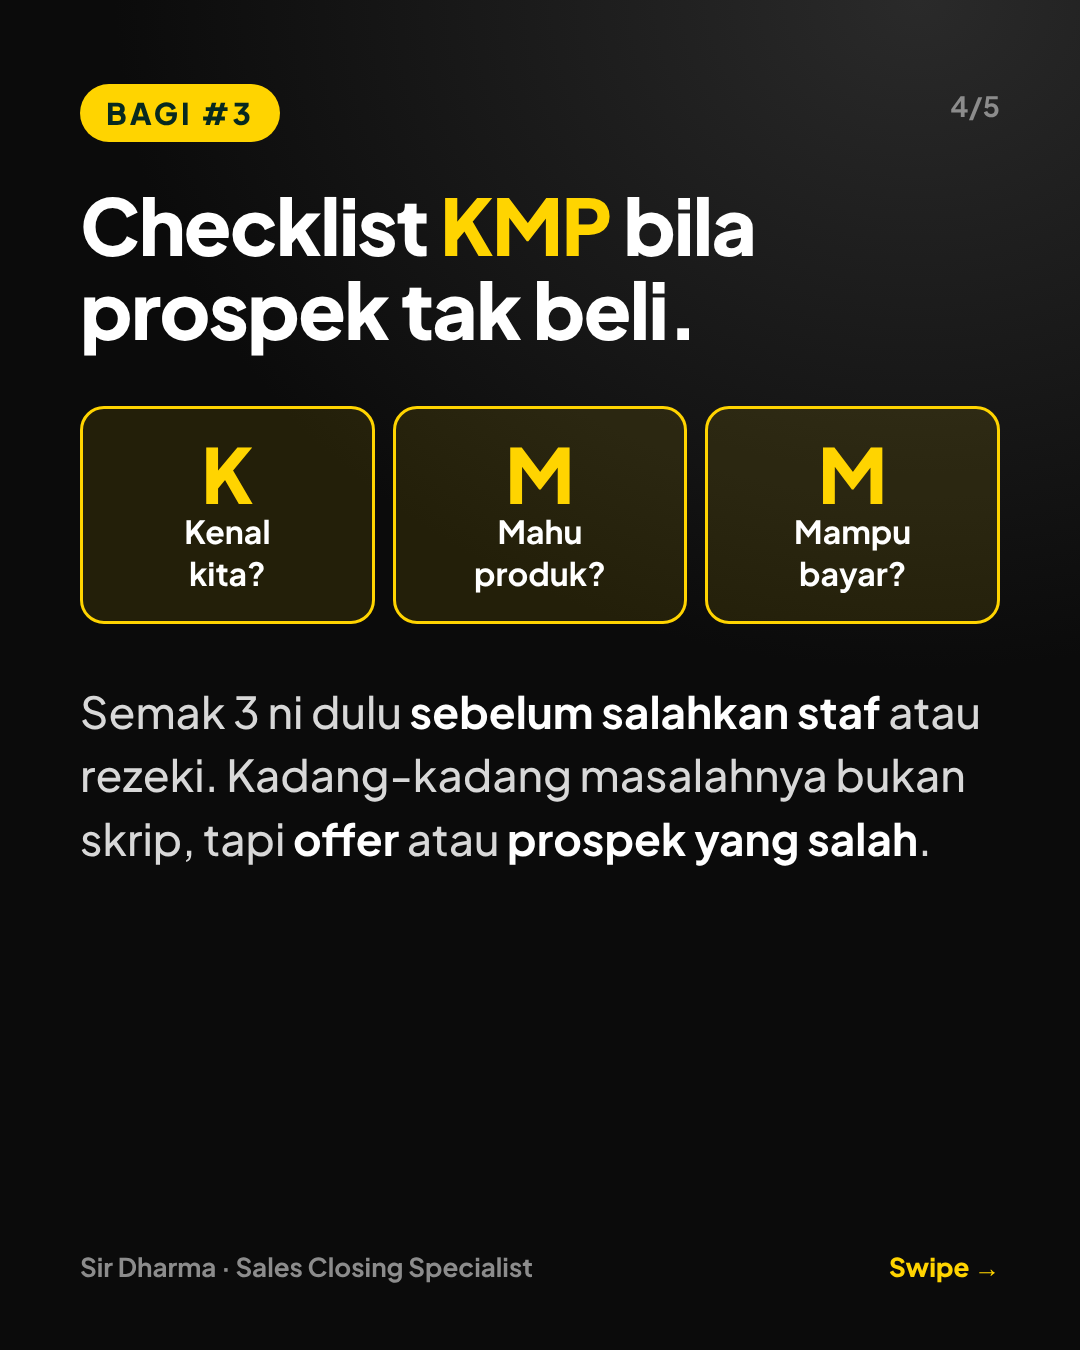 BAGI #3
4/5
Checklist KMP bila
prospek tak beli.
K
Kenal
kita?
M
Mahu
produk?
M
Mampu
bayar?
Semak 3 ni dulu sebelum salahkan staf atau
rezeki. Kadang-kadang masalahnya bukan
skrip, tapi offer atau prospek yang salah.
Sir Dharma · Sales Closing Specialist
Swipe →